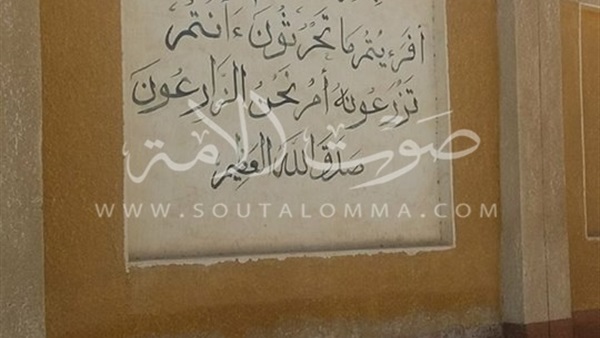 أفرءيتم ما تحرثون ءأنتم
تزرعونه أم نحن الزارعون
صدق الله العظيم
صوت الأمة
WWW.SOUTALOMMA.COM